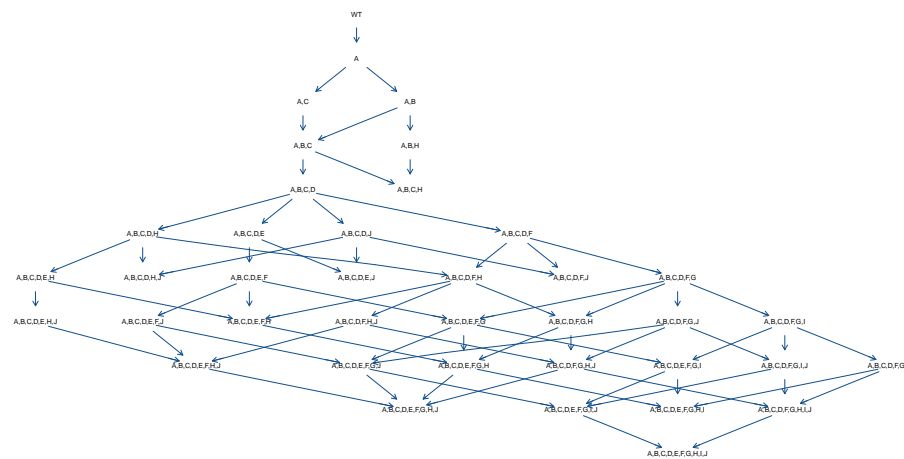 WT
A
A,C A,B
A,B,C A,B,H
A,B,C,D A,B,C,H
A,B,C,D,H A,B,C,D,E A,B,C,D,J A,B,C,D,F
A,B,C,D,E,H A,B,C,D,H,J A,B,C,D,E,F A,B,C,D,E,J A,B,C,D,F,H A,B,C,D,F,J A,B,C,D,F,G
A,B,C,D,E,H,J A,B,C,D,E,F,J A,B,C,D,E,F,H A,B,C,D,F,H,J A,B,C,D,E,F,G A,B,C,D,F,G,H A,B,C,D,F,G,J A,B,C,D,F,G,I
A,B,C,D,E,F,H,J A,B,C,D,E,F,G,J A,B,C,D,E,F,G,H A,B,C,D,F,G,H,J A,B,C,D,E,F,G,I A,B,C,D,F,G,I,J A,B,C,D,F,G
A,B,C,D,E,F,G,H,J A,B,C,D,E,F,G,I,J A,B,C,D,E,F,G,H,I A,B,C,D,F,G,H,I,J
A,B,C,D,E,F,G,H,I,J